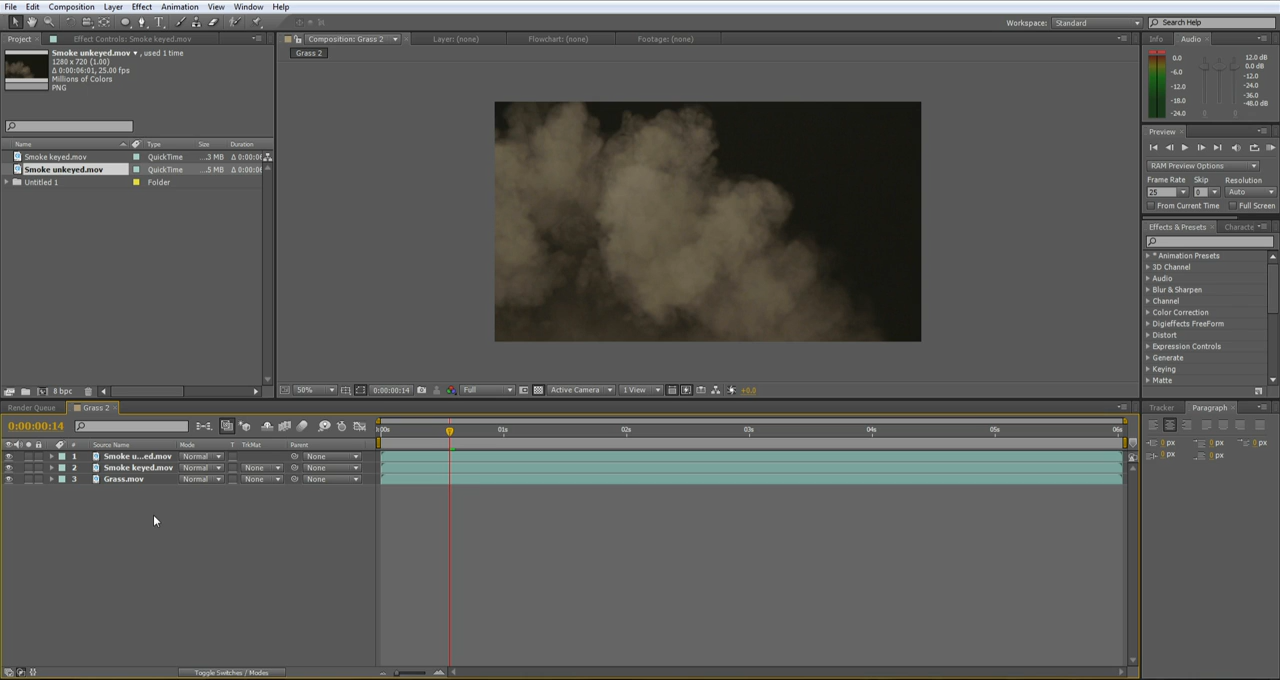 File Edit Composition Layer Effect Animation View Window Help
Workspace: Standard
Search Help
Project Effect Controls: Smoke keyed.mov
Smoke unkeyed.mov , used 1 time
1280 x 720 (1.00)
Δ 0:00:06:01, 25.00 fps
Millions of Colors
PNG
Name Type Size Duration
Smoke keyed.mov QuickTime ...3 MB Δ 0:00:06
Smoke unkeyed.mov QuickTime ...5 MB Δ 0:00:06
Untitled 1 Folder
8 bpc
Composition: Grass 2 Layer: (none) Flowchart: (none) Footage: (none)
Grass 2
50% 0:00:00:14 Full Active Camera 1 View +0.0
Info Audio
0.0 12.0 dB
-6.0 0.0 dB
-12.0 -12.0
-18.0 -24.0
-36.0
-24.0 -48.0 dB
Preview
RAM Preview Options
Frame Rate Skip Resolution
25 0 Auto
From Current Time Full Screen
Effects & Presets Characte
* Animation Presets
3D Channel
Audio
Blur & Sharpen
Channel
Color Correction
Digieffects FreeForm
Distort
Expression Controls
Generate
Keying
Matte
Render Queue Grass 2
0:00:00:14
# Source Name Mode T TrkMat Parent
1 Smoke u...ed.mov Normal None
2 Smoke keyed.mov Normal None None
3 Grass.mov Normal None None
01s 02s 03s 04s 05s 06s
Toggle Switches / Modes
Tracker Paragraph
0 px 0 px 0 px
0 px 0 px